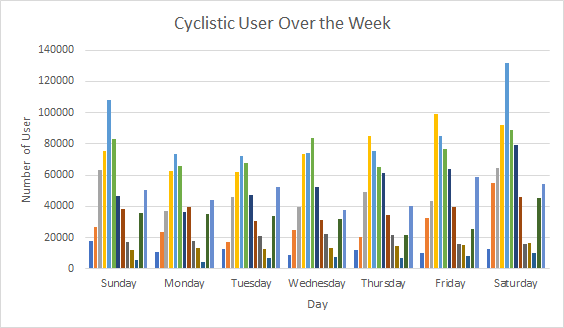 Cyclistic User Over the Week
140000
120000
100000
80000
60000
40000
20000
0
Number of User
Sunday Monday Tuesday Wednesday Thursday Friday Saturday
Day